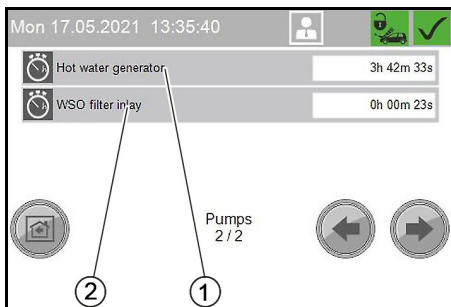 Mon 17.05.2021 13:35:40
Hot water generator 3h 42m 33s
WSO filter inlay 0h 00m 23s
Pumps
2 / 2
2 1